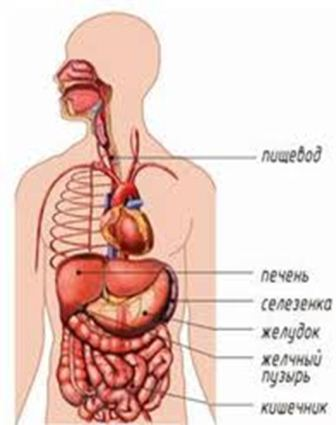 пищевод
печень
селезенка
желудок
желчный
пузырь
кишечник